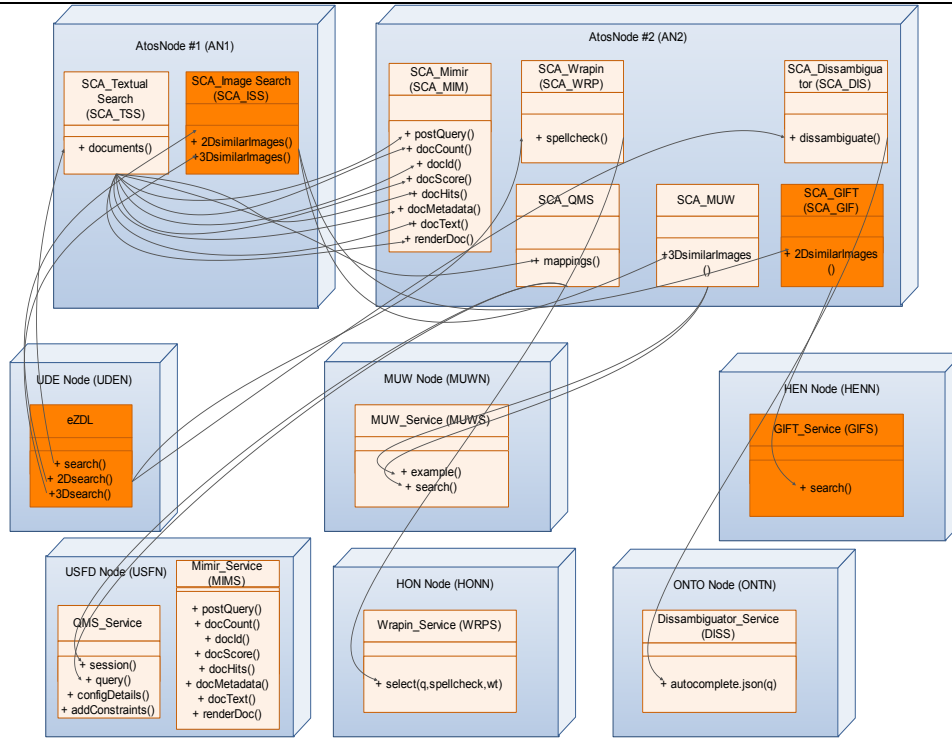 AtosNode #1 (AN1)
SCA_Textual
Search
(SCA_TSS)
+ documents()
SCA_Image Search
(SCA_ISS)
+ 2DsimilarImages()
+3DsimilarImages()
AtosNode #2 (AN2)
SCA_Mimir
(SCA_MIM)
+ postQuery()
+ docCount()
+ docId()
+ docScore()
+ docHits()
+ docMetadata()
+ docText()
+ renderDoc()
SCA_Wrapin
(SCA_WRP)
+ spellcheck()
SCA_Dissambigua
tor (SCA_DIS)
+ dissambiguate()
SCA_QMS
+ mappings()
SCA_MUW
+3DsimilarImages
()
SCA_GIFT
(SCA_GIF)
+ 2DsimilarImages
()
UDE Node (UDEN)
eZDL
+ search()
+ 2Dsearch()
+3Dsearch()
MUW Node (MUWN)
MUW_Service (MUWS)
+ example()
+ search()
HEN Node (HENN)
GIFT_Service (GIFS)
+ search()
USFD Node (USFN)
QMS_Service
+ session()
+ query()
+ configDetails()
+ addConstraints()
Mimir_Service
(MIMS)
+ postQuery()
+ docCount()
+ docId()
+ docScore()
+ docHits()
+ docMetadata()
+ docText()
+ renderDoc()
HON Node (HONN)
Wrapin_Service (WRPS)
+ select(q,spellcheck,wt)
ONTO Node (ONTN)
Dissambiguator_Service
(DISS)
+ autocomplete.json(q)